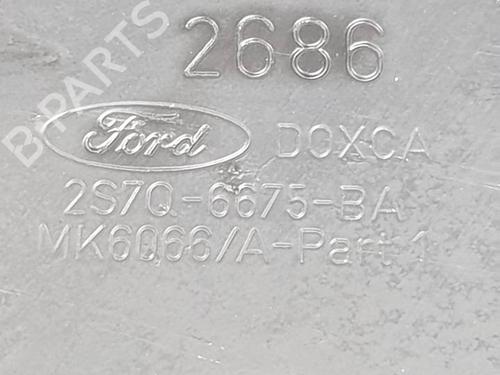 2686
Ford DOXCA
2S7Q-6675-BA
MK6066/A-Part 1
B-PARTS